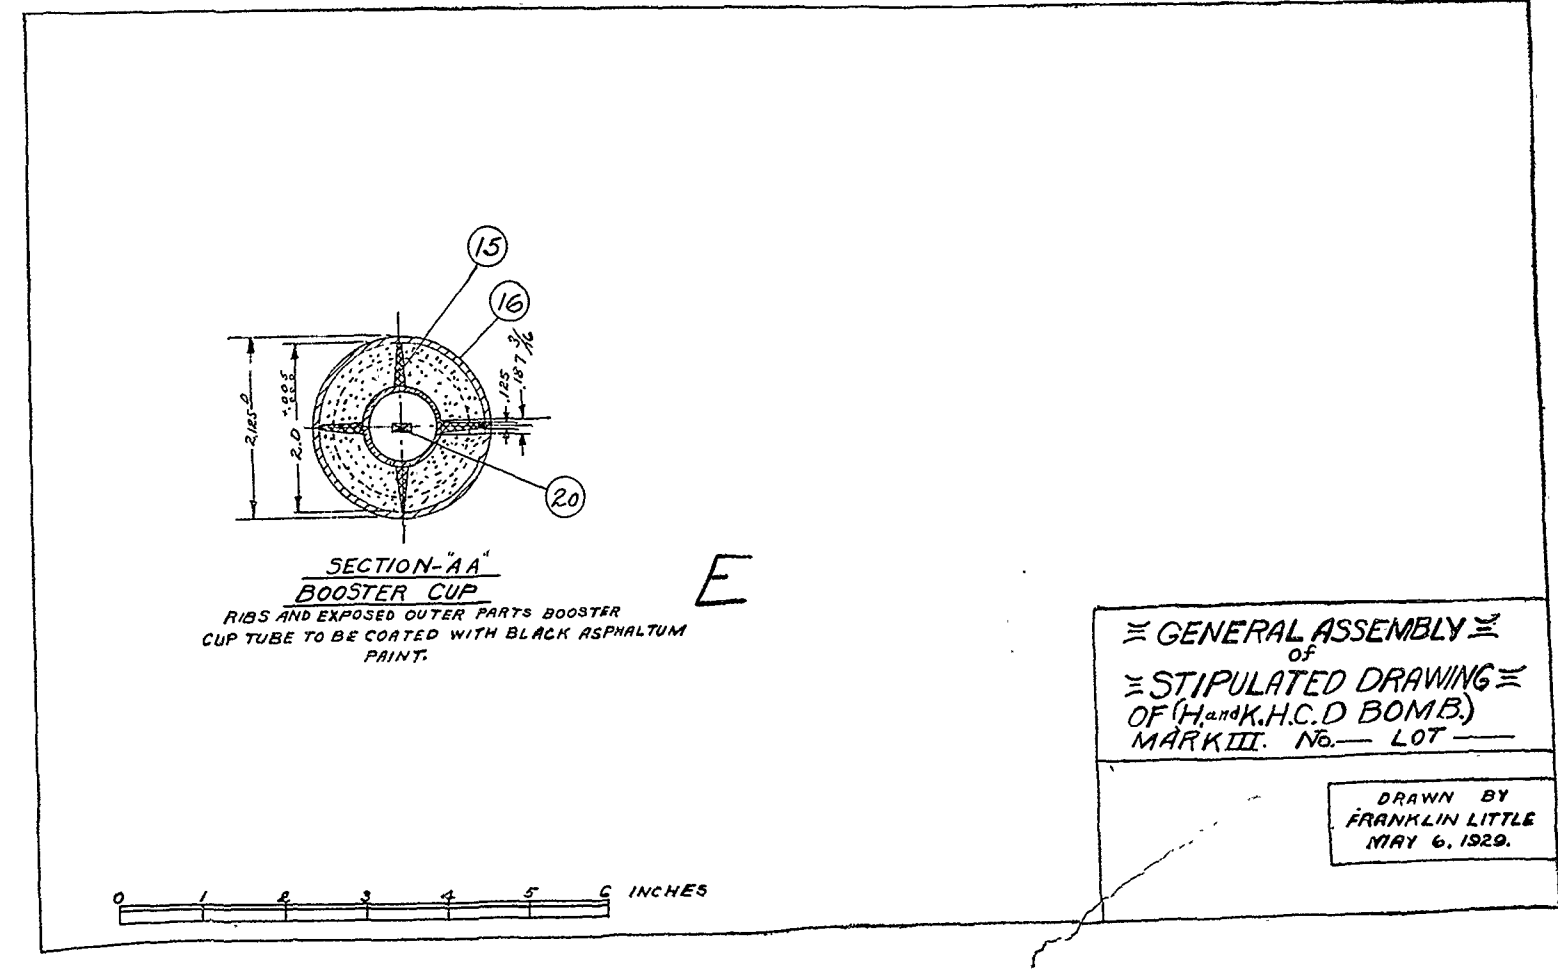 15
16
3/16
.187
.125
2.125 -0
2.0 +.005 -.000
20
SECTION-"AA"
BOOSTER CUP
RIBS AND EXPOSED OUTER PARTS BOOSTER
CUP TUBE TO BE COATED WITH BLACK ASPHALTUM
PAINT.
E
GENERAL ASSEMBLY
of
STIPULATED DRAWING
OF (H. and K. H.C.D BOMB.)
MARK III. No.— LOT —
DRAWN BY
FRANKLIN LITTLE
MAY 6, 1929.
0 1 2 3 4 5 6 INCHES